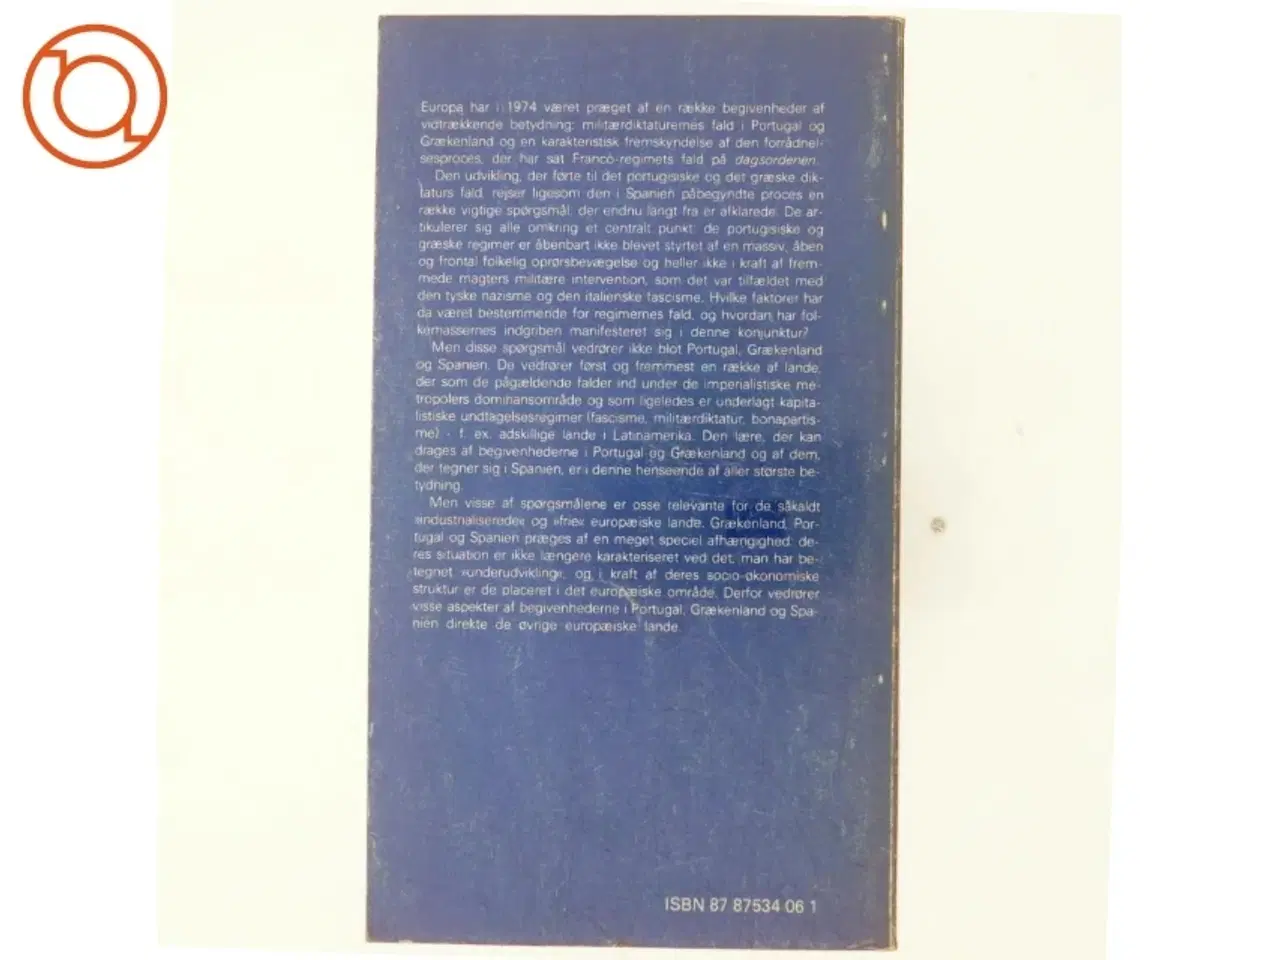 Europa har i 1974 været præget af en række begivenheder af
vidtrækkende betydning: militærdiktaturernes fald i Portugal og
Grækenland og en karakteristisk fremskyndelse af den forrådnel-
sesproces, der har sat Franco-regimets fald på dagsordenen.
Den udvikling, der førte til det portugisiske og det græske dik-
taturs fald, rejser ligesom den i Spanien påbegyndte proces en
række vigtige spørgsmål, der endnu langt fra er afklarede. De ar-
tikulerer sig alle omkring et centralt punkt: de portugisiske og
græske regimer er åbenbart ikke blevet styrtet af en massiv, åben
og frontal folkelig oprørsbevægelse og heller ikke i kraft af frem-
mede magters militære intervention, som det var tilfældet med
den tyske nazisme og den italienske fascisme. Hvilke faktorer har
da været bestemmende for regimernes fald, og hvordan har fol-
kemassernes indgriben manifesteret sig i denne konjunktur?
Men disse spørgsmål vedrører ikke blot Portugal, Grækenland
og Spanien. De vedrører først og fremmest en række af lande,
der som de pågældende falder ind under de imperialistiske me-
tropolers dominansområde og som ligeledes er underlagt kapita-
listiske undtagelsesregimer (fascisme, militærdiktatur, bonapartis-
me) - f. ex. adskillige lande i Latinamerika. Den lære, der kan
drages af begivenhederne i Portugal og Grækenland og af dem,
der tegner sig i Spanien, er i denne henseende af aller største be-
tydning.
Men visse af spørgsmålene er osse relevante for de såkaldt
»industrialiserede« og »frie« europæiske lande. Grækenland, Por-
tugal og Spanien præges af en meget speciel afhængighed: de-
res situation er ikke længere karakteriseret ved det, man har be-
tegnet »underudvikling«, og i kraft af deres socio-økonomiske
struktur er de placeret i det europæiske område. Derfor vedrører
visse aspekter af begivenhederne i Portugal, Grækenland og Spa-
nien direkte de øvrige europæiske lande.
ISBN 87 87534 06 1